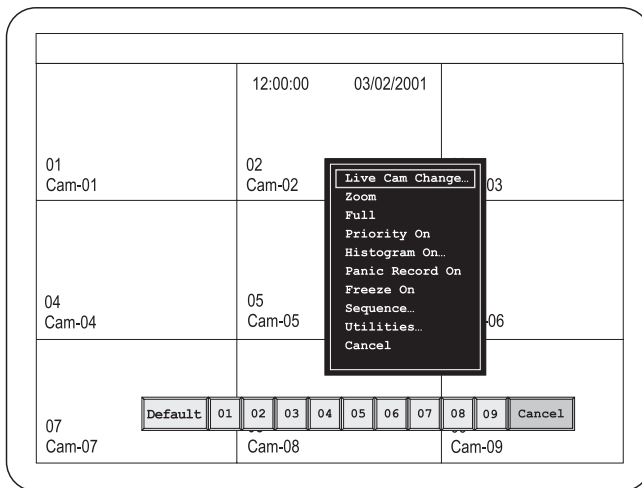 12:00:00 03/02/2001
01
Cam-01
02
Cam-02
03
Live Cam Change…
Zoom
Full
Priority On
Histogram On…
Panic Record On
Freeze On
Sequence…
Utilities…
Cancel
04
Cam-04
05
Cam-05
-06
Default 01 02 03 04 05 06 07 08 09 Cancel
07
Cam-07
Cam-08
Cam-09